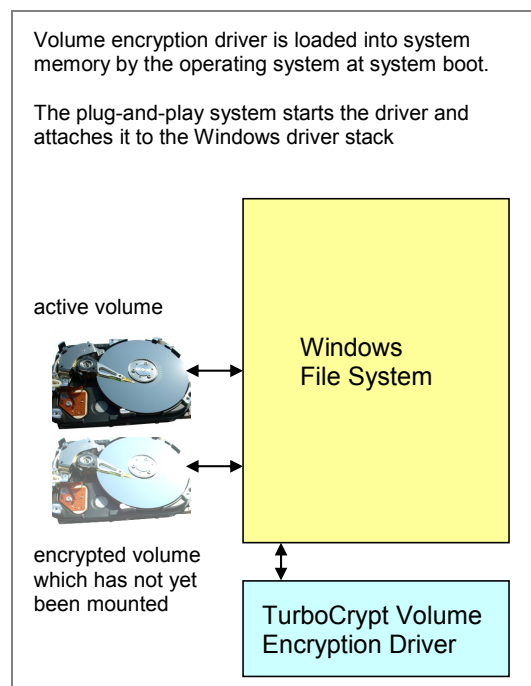 Volume encryption driver is loaded into system
memory by the operating system at system boot.
The plug-and-play system starts the driver and
attaches it to the Windows driver stack
active volume
Windows
File System
encrypted volume
which has not yet
been mounted
TurboCrypt Volume
Encryption Driver